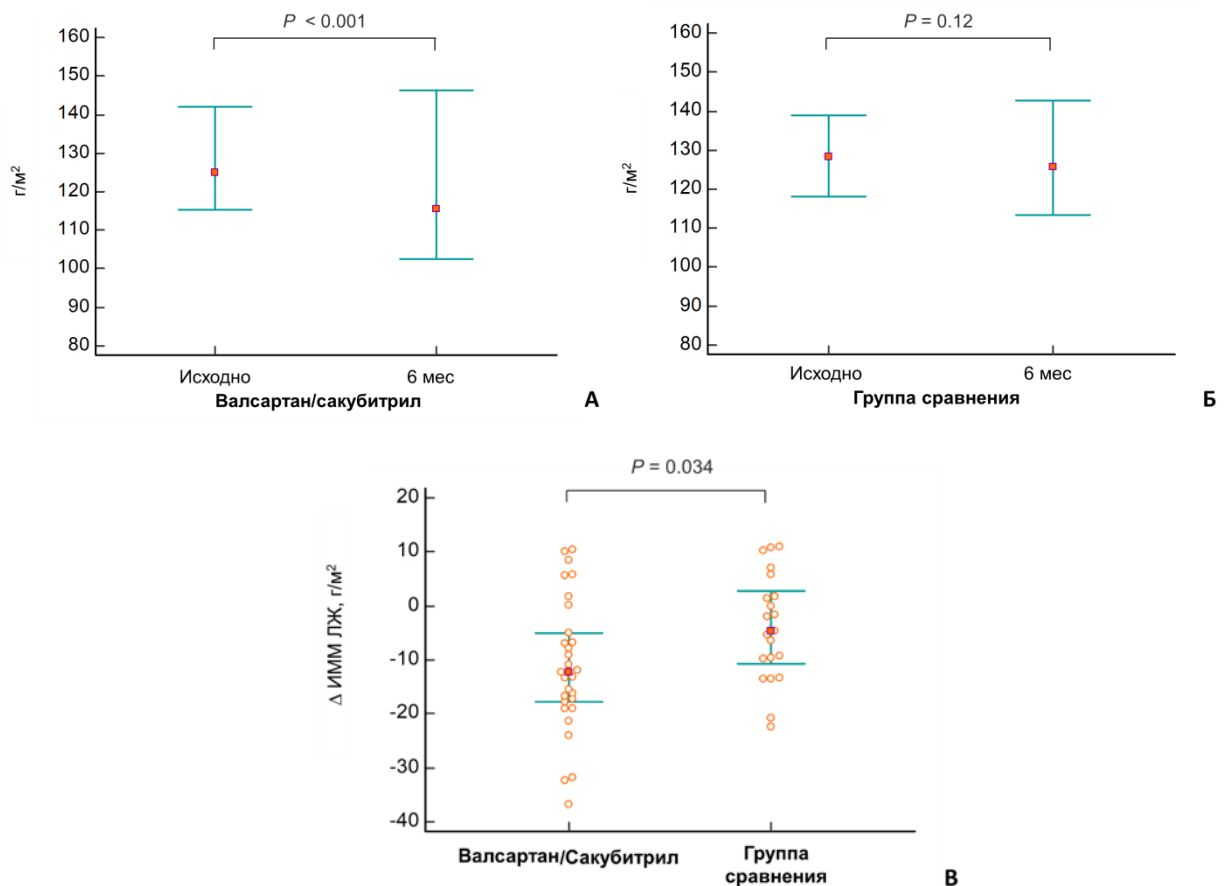 P < 0.001
160
150
140
130
120
110
100
90
80
г/м²
Исходно
6 мес
Валсартан/сакубитрил
А
P = 0.12
160
150
140
130
120
110
100
90
80
г/м²
Исходно
6 мес
Группа сравнения
Б
P = 0.034
20
10
0
-10
-20
-30
-40
Δ ИММ ЛЖ, г/м²
Валсартан/Сакубитрил
Группа
сравнения
В